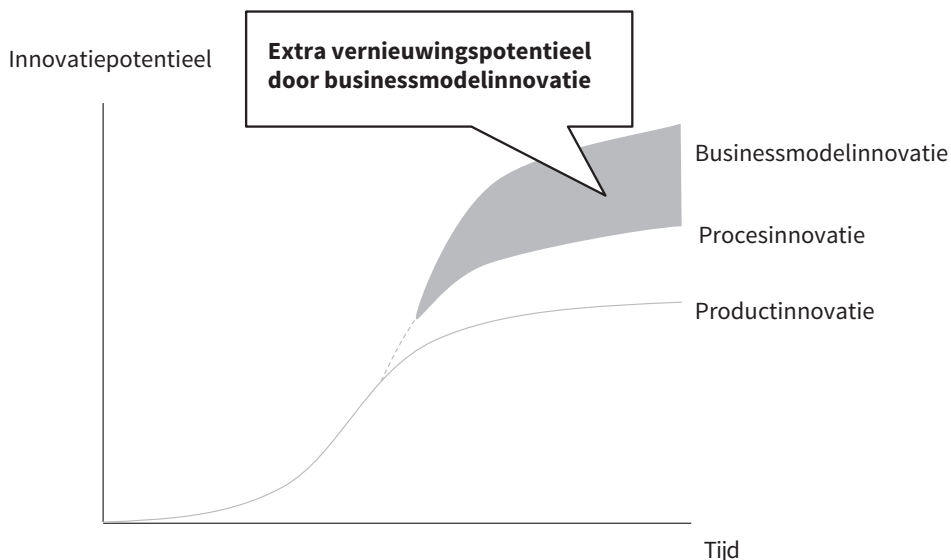 Innovatiepotentieel
Extra vernieuwingspotentieel
door businessmodelinnovatie
Businessmodelinnovatie
Procesinnovatie
Productinnovatie
Tijd